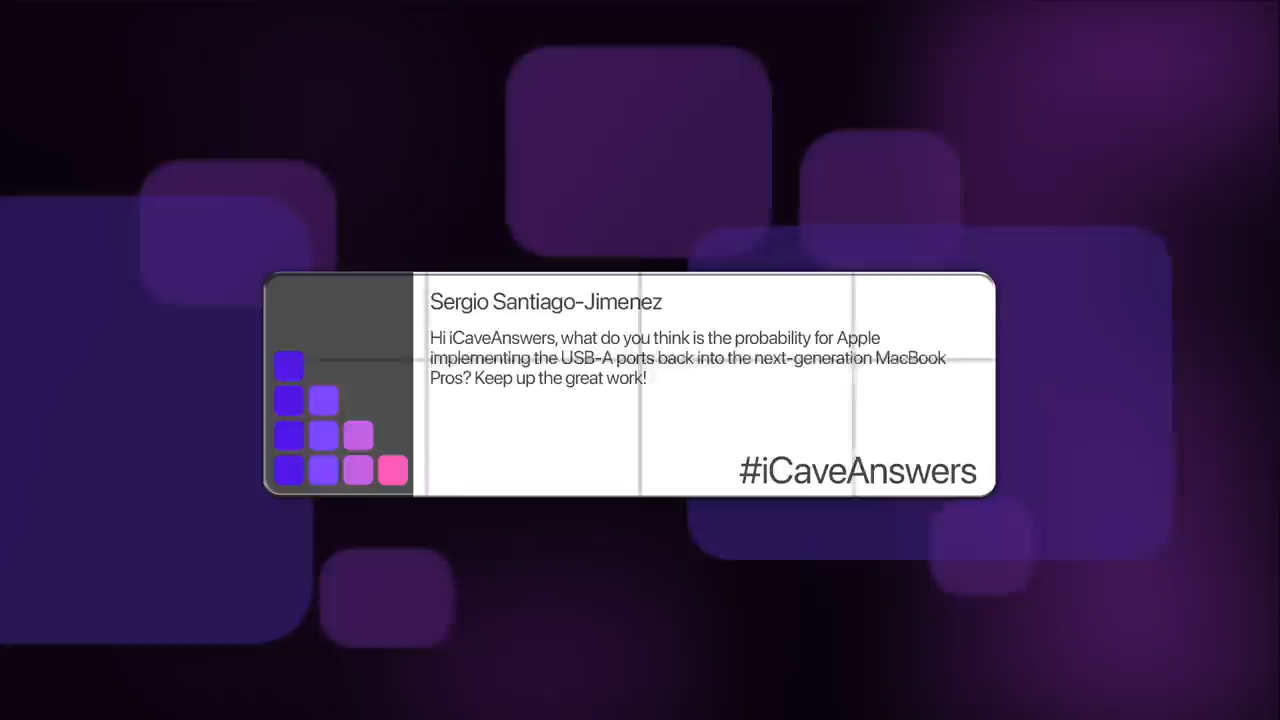 Sergio Santiago-Jimenez
Hi iCaveAnswers, what do you think is the probability for Apple
implementing the USB-A ports back into the next-generation MacBook
Pros? Keep up the great work!
#iCaveAnswers